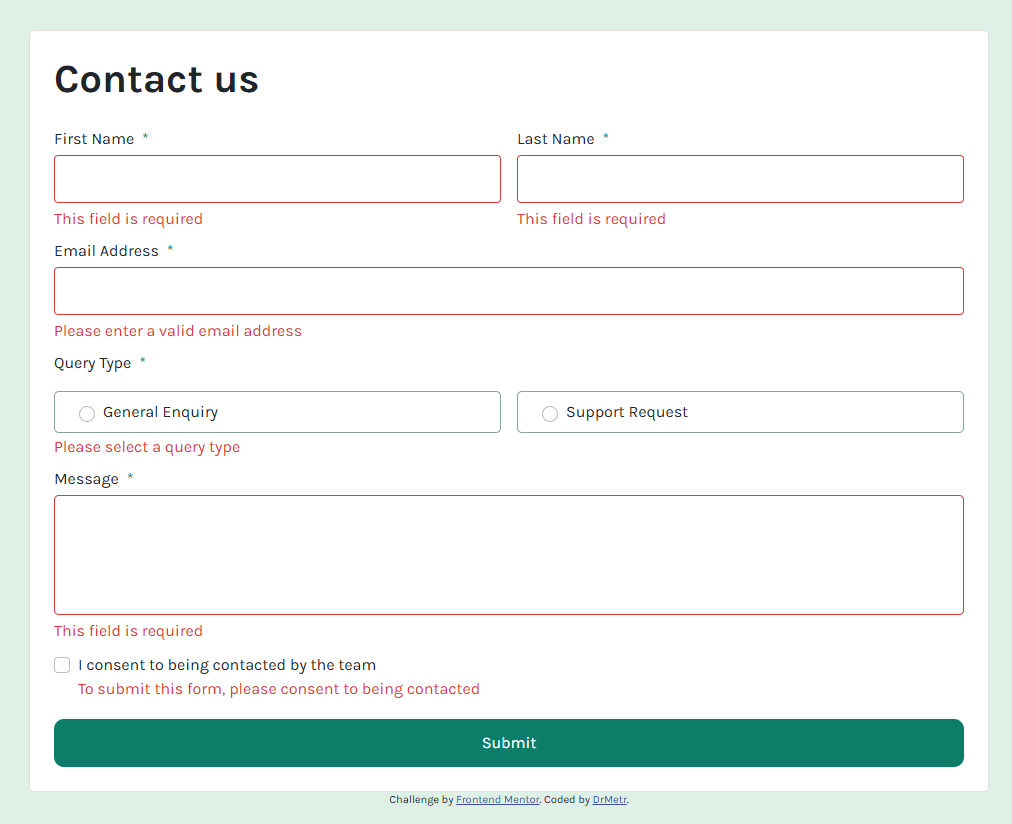 Contact us
First Name *
Last Name *
This field is required
This field is required
Email Address *
Please enter a valid email address
Query Type *
General Enquiry
Support Request
Please select a query type
Message *
This field is required
I consent to being contacted by the team
To submit this form, please consent to being contacted
Submit
Challenge by Frontend Mentor. Coded by DrMetr.